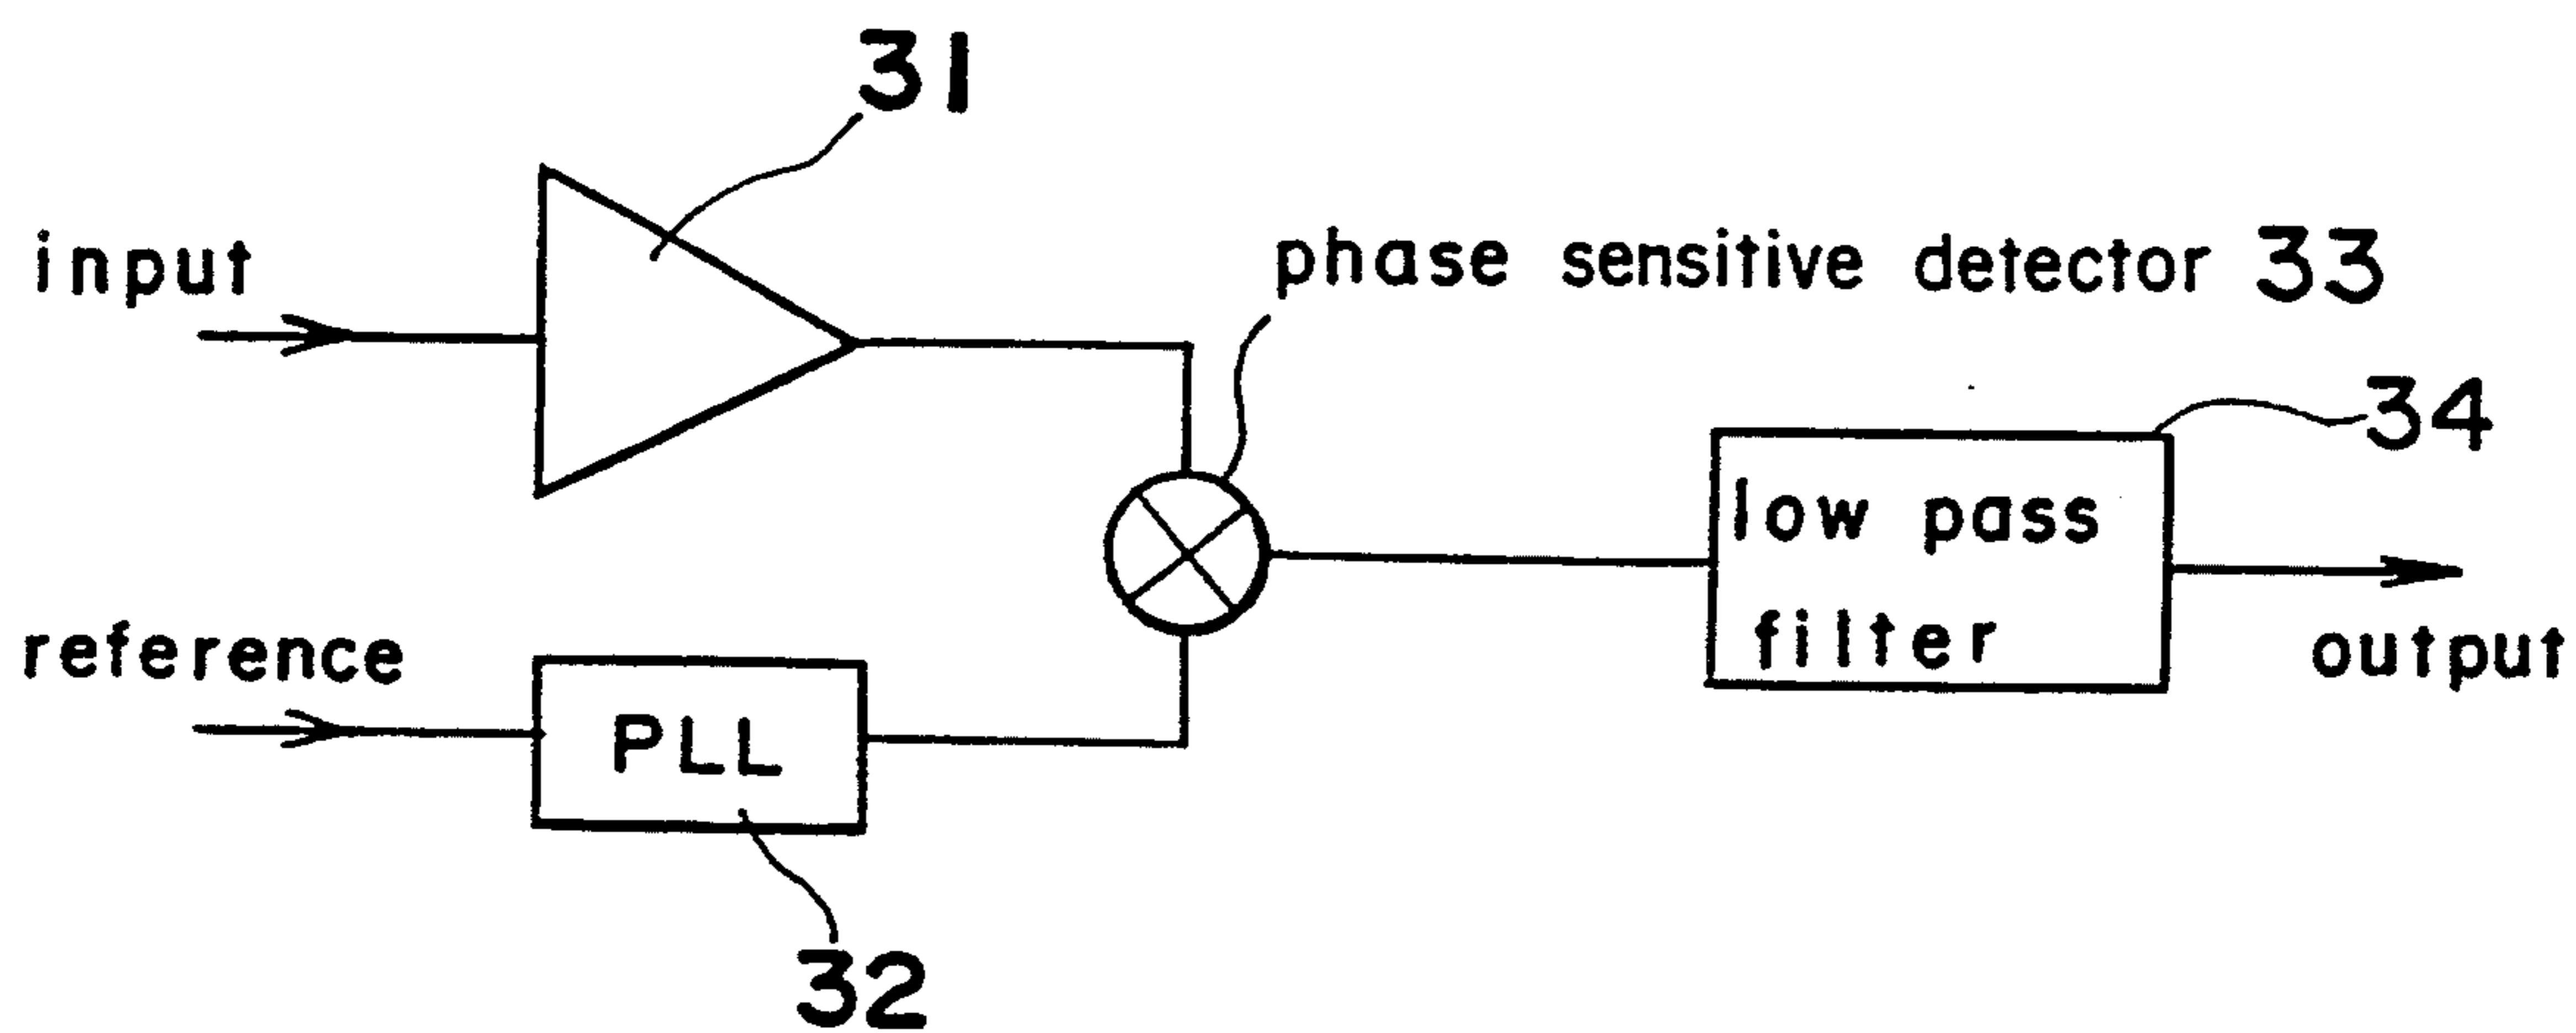 31
input
phase sensitive detector 33
34
low pass
filter
reference
output
PLL
32